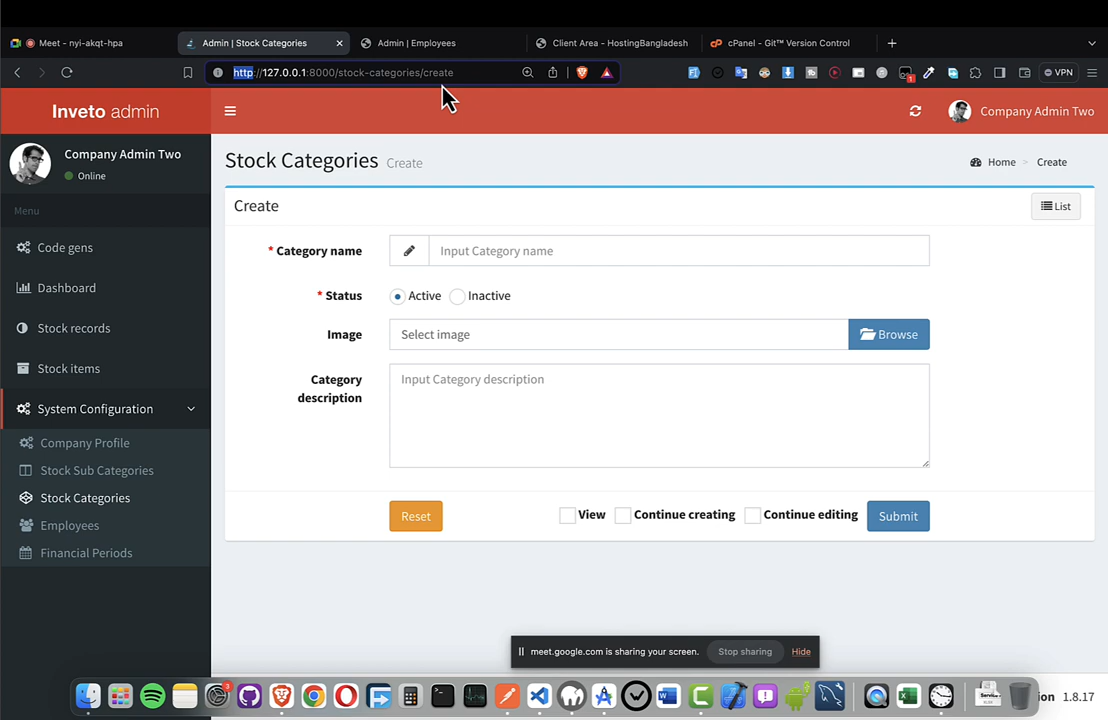 Meet - nyi-akqt-hpa
Admin | Stock Categories
Admin | Employees
Client Area - HostingBangladesh
cPanel - Git™ Version Control
http://127.0.0.1:8000/stock-categories/create
VPN
Inveto admin
Company Admin Two
Company Admin Two
Online
Stock Categories Create
Home > Create
Menu
Create
List
Code gens
* Category name
Input Category name
Dashboard
* Status
Active
Inactive
Stock records
Image
Select image
Browse
Stock items
Category description
Input Category description
System Configuration
Company Profile
Stock Sub Categories
Stock Categories
Employees
Financial Periods
Reset
View
Continue creating
Continue editing
Submit
meet.google.com is sharing your screen.
Stop sharing
Hide
ion 1.8.17